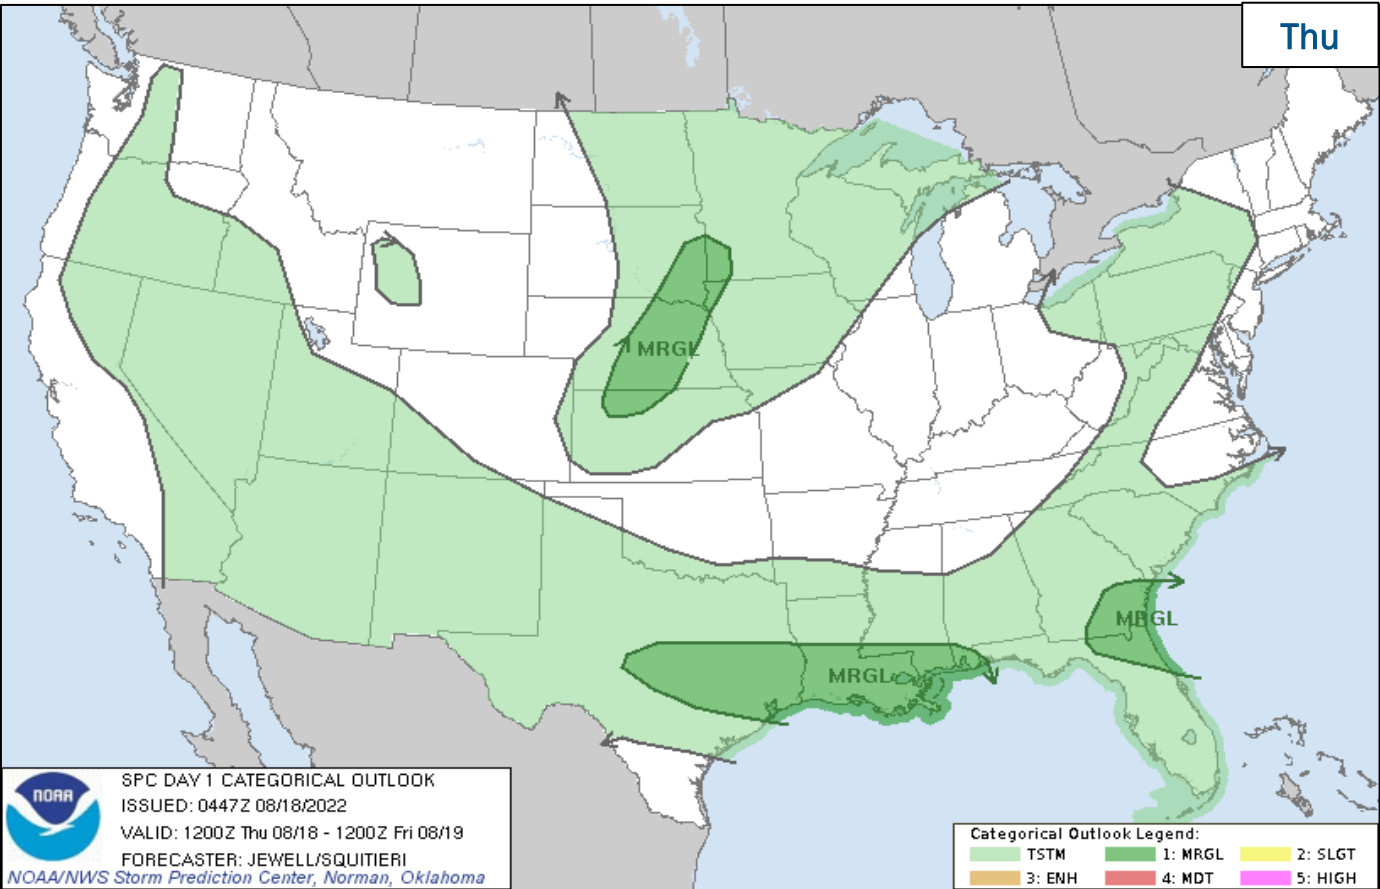 Thu
MRGL
MRGL
MRGL
NOAA
SPC DAY 1 CATEGORICAL OUTLOOK
ISSUED: 0447Z 08/18/2022
VALID: 1200Z Thu 08/18 - 1200Z Fri 08/19
FORECASTER: JEWELL/SQUITIERI
NOAA/NWS Storm Prediction Center, Norman, Oklahoma
Categorical Outlook Legend:
TSTM 1: MRGL 2: SLGT
3: ENH 4: MDT 5: HIGH